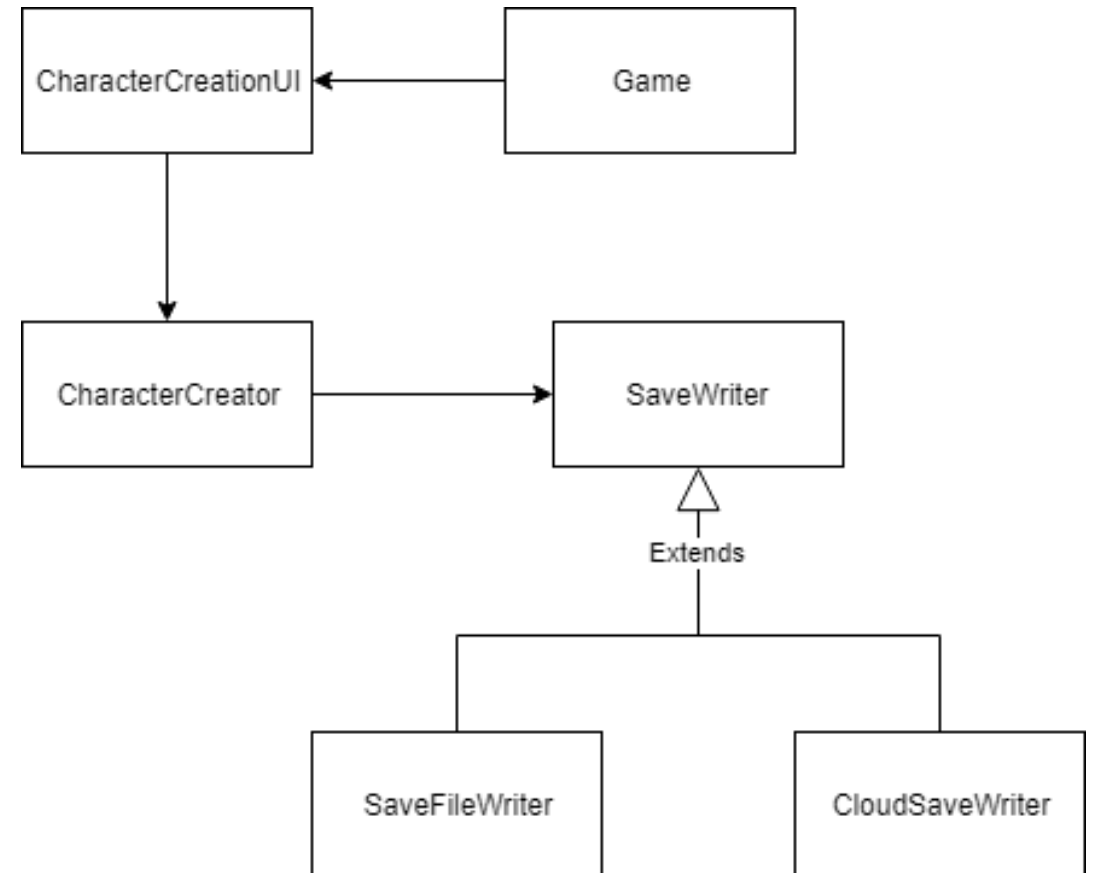 CharacterCreationUI
Game
CharacterCreator
SaveWriter
Extends
SaveFileWriter
CloudSaveWriter